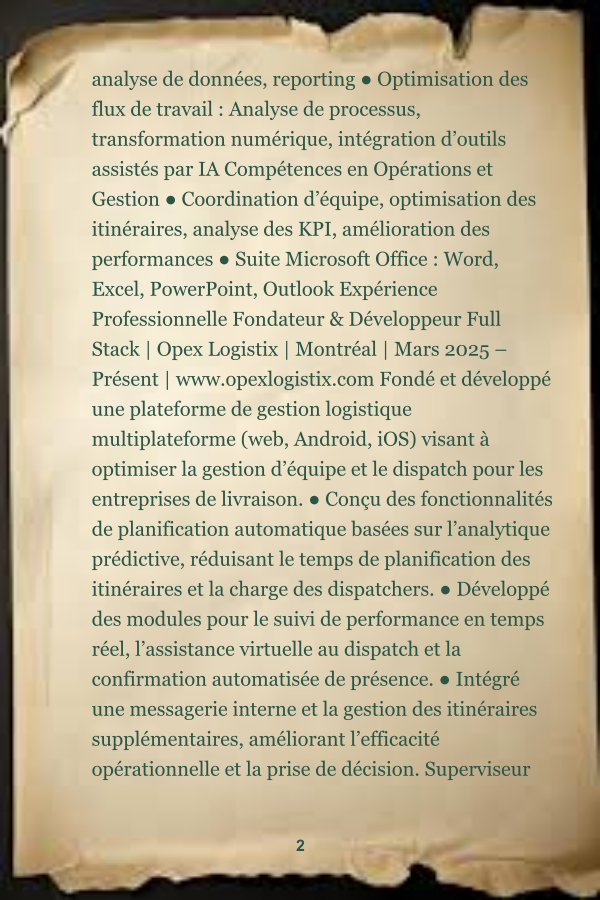 analyse de données, reporting ● Optimisation des
flux de travail : Analyse de processus,
transformation numérique, intégration d’outils
assistés par IA Compétences en Opérations et
Gestion ● Coordination d’équipe, optimisation des
itinéraires, analyse des KPI, amélioration des
performances ● Suite Microsoft Office : Word,
Excel, PowerPoint, Outlook Expérience
Professionnelle Fondateur & Développeur Full
Stack | Opex Logistix | Montréal | Mars 2025 –
Présent | www.opexlogistix.com Fondé et développé
une plateforme de gestion logistique
multiplateforme (web, Android, iOS) visant à
optimiser la gestion d’équipe et le dispatch pour les
entreprises de livraison. ● Conçu des fonctionnalités
de planification automatique basées sur l’analytique
prédictive, réduisant le temps de planification des
itinéraires et la charge des dispatchers. ● Développé
des modules pour le suivi de performance en temps
réel, l’assistance virtuelle au dispatch et la
confirmation automatisée de présence. ● Intégré
une messagerie interne et la gestion des itinéraires
supplémentaires, améliorant l’efficacité
opérationnelle et la prise de décision. Superviseur
2